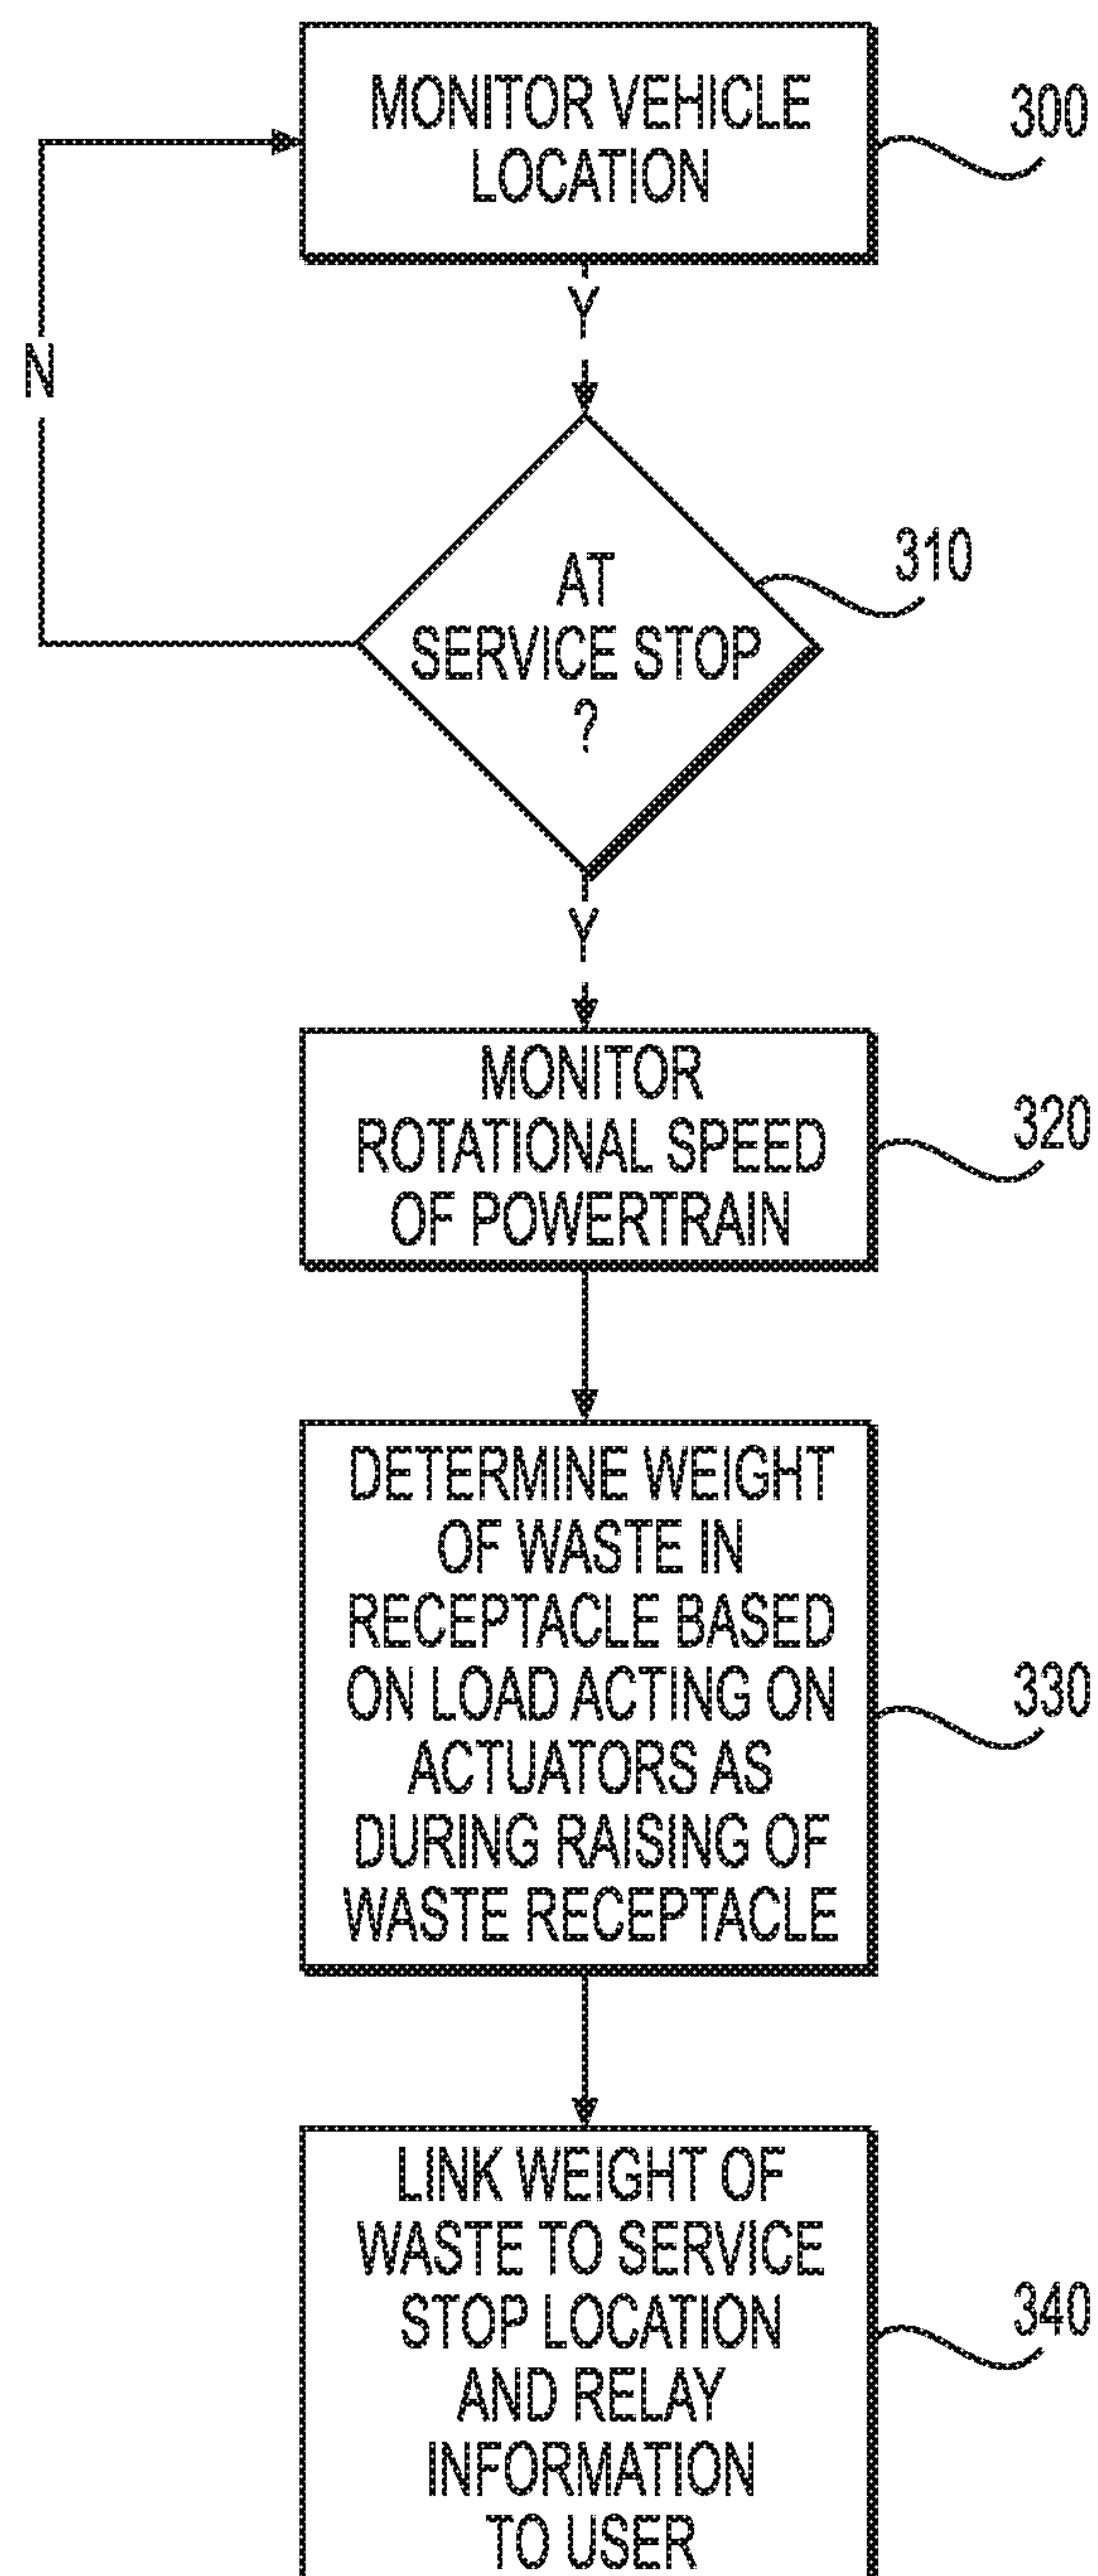 MONITOR VEHICLE
LOCATION
300
Y
N
AT
SERVICE STOP
?
310
Y
MONITOR
ROTATIONAL SPEED
OF POWERTRAIN
320
DETERMINE WEIGHT
OF WASTE IN
RECEPTACLE BASED
ON LOAD ACTING ON
ACTUATORS AS
DURING RAISING OF
WASTE RECEPTACLE
330
LINK WEIGHT OF
WASTE TO SERVICE
STOP LOCATION
AND RELAY
INFORMATION
TO USER
340